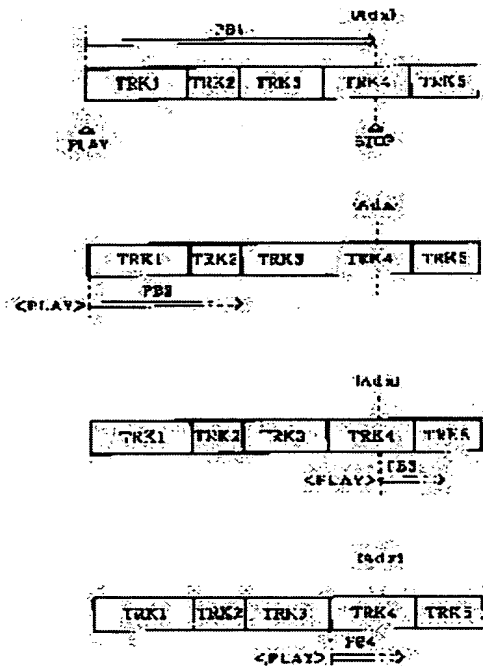 (Adx)
PB1
TRK1 TRK2 TRK3 TRK4 TRK5
PLAY STOP
(Adx)
TRK1 TRK2 TRK3 TRK4 TRK5
<PLAY> PB2
(Adx)
TRK1 TRK2 TRK3 TRK4 TRK5
<PLAY> PB3
(Adx)
TRK1 TRK2 TRK3 TRK4 TRK5
<PLAY> PB4